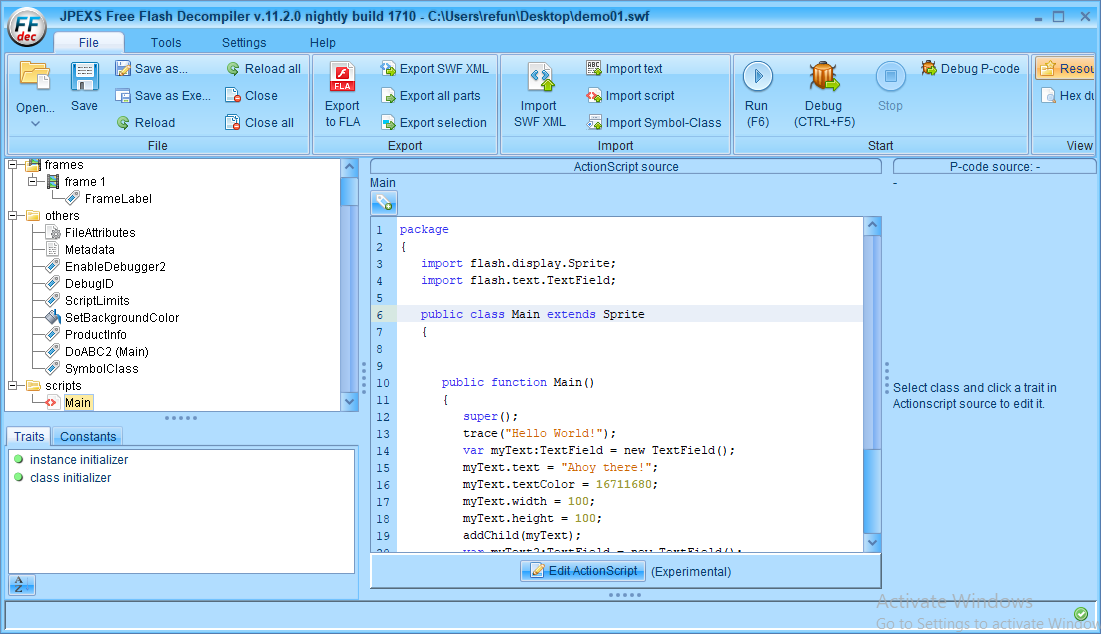 JPEXS Free Flash Decompiler v.11.2.0 nightly build 1710 - C:\Users\refun\Desktop\demo01.swf
FF
dec
File Tools Settings Help
Open...
Save
Save as...
Save as Exe...
Reload
Reload all
Close
Close all
File
Export
to FLA
Export SWF XML
Export all parts
Export selection
Export
Import
SWF XML
Import text
Import script
Import Symbol-Class
Import
Run
(F6)
Debug
(CTRL+F5)
Stop
Debug P-code
Start
Resou
Hex du
View
frames
frame 1
FrameLabel
others
FileAttributes
Metadata
EnableDebugger2
DebugID
ScriptLimits
SetBackgroundColor
ProductInfo
DoABC2 (Main)
SymbolClass
scripts
Main
Traits Constants
instance initializer
class initializer
A
Z
ActionScript source
Main
1 package
2 {
3 import flash.display.Sprite;
4 import flash.text.TextField;
5
6 public class Main extends Sprite
7 {
8
9
10 public function Main()
11 {
12 super();
13 trace("Hello World!");
14 var myText:TextField = new TextField();
15 myText.text = "Ahoy there!";
16 myText.textColor = 16711680;
17 myText.width = 100;
18 myText.height = 100;
19 addChild(myText);
20 var myText2:TextField = new TextField();
Edit ActionScript (Experimental)
P-code source: -
-
Select class and click a trait in
Actionscript source to edit it.
Activate Windows
Go to Settings to activate Window